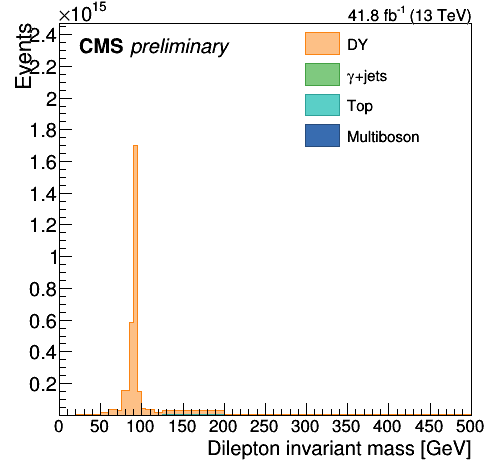 ×10¹⁵
41.8 fb⁻¹ (13 TeV)
Events
CMS preliminary
DY
γ+jets
Top
Multiboson
2.4
2.2
2
1.8
1.6
1.4
1.2
1
0.8
0.6
0.4
0.2
0 50 100 150 200 250 300 350 400 450 500
Dilepton invariant mass [GeV]